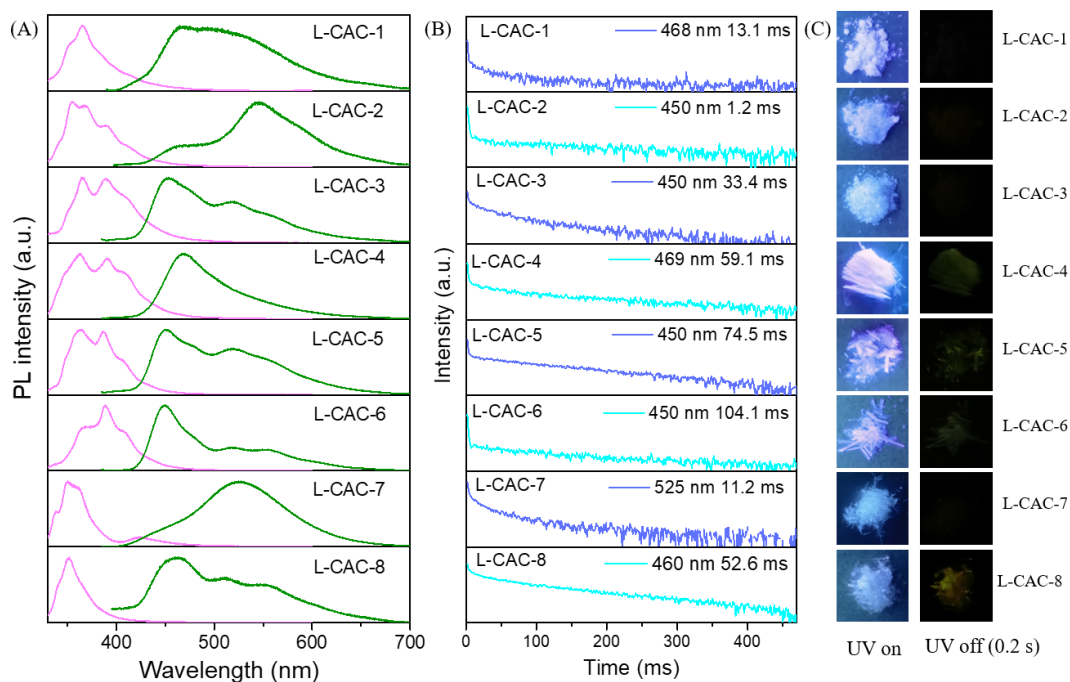 (A)
L-CAC-1
L-CAC-2
L-CAC-3
L-CAC-4
L-CAC-5
L-CAC-6
L-CAC-7
L-CAC-8
PL intensity (a.u.)
400
500
600
700
Wavelength (nm)
(B)
L-CAC-1 468 nm 13.1 ms
L-CAC-2 450 nm 1.2 ms
L-CAC-3 450 nm 33.4 ms
L-CAC-4 469 nm 59.1 ms
L-CAC-5 450 nm 74.5 ms
L-CAC-6 450 nm 104.1 ms
L-CAC-7 525 nm 11.2 ms
L-CAC-8 460 nm 52.6 ms
Intensity (a.u.)
0
100
200
300
400
Time (ms)
(C)
L-CAC-1
L-CAC-2
L-CAC-3
L-CAC-4
L-CAC-5
L-CAC-6
L-CAC-7
L-CAC-8
UV on
UV off (0.2 s)